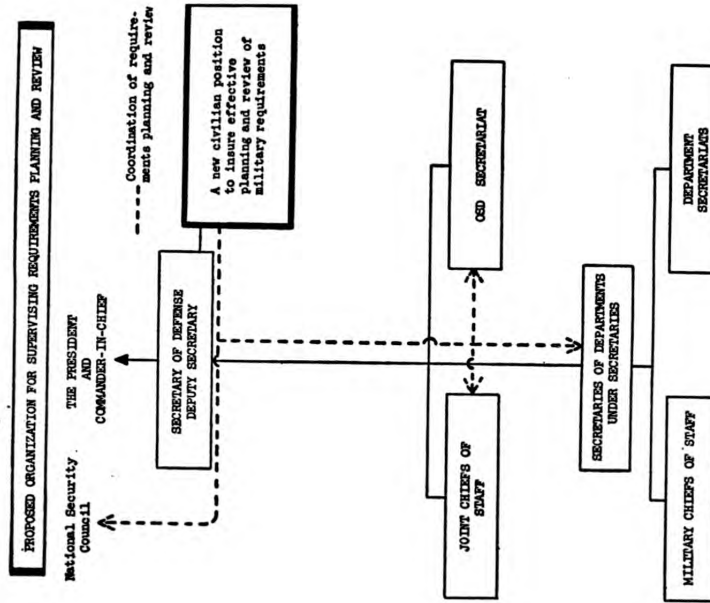 PROPOSED ORGANIZATION FOR SUPERVISING REQUIREMENTS PLANNING AND REVIEW
National Security
Council
THE PRESIDENT
AND
COMMANDER-IN-CHIEF
Coordination of require-
ments planning and review
SECRETARY OF DEFENSE
DEPUTY SECRETARY
A new civilian position
to insure effective
planning and review of
military requirements
JOINT CHIEFS OF
STAFF
OSD SECRETARIAT
SECRETARIES OF DEPARTMENTS
UNDER SECRETARIES
MILITARY CHIEFS OF STAFF
DEPARTMENT
SECRETARIATS